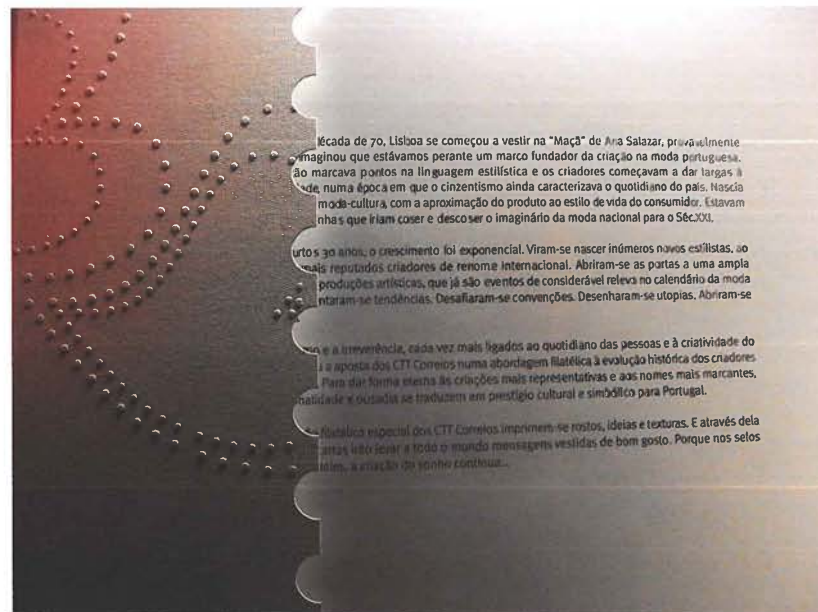 década de 70, Lisboa se começou a vestir na "Maçã" de Ana Salazar, provavelmente
imaginou que estávamos perante um marco fundador da criação na moda portuguesa.
ão marcava pontos na linguagem estilística e os criadores começavam a dar largas à
numa época em que o cinzentismo ainda caracterizava o quotidiano do país. Nascia
moda-cultura, com a aproximação do produto ao estilo de vida do consumidor. Estavam
nhas que iriam coser e descoser o imaginário da moda nacional para o Séc.XXI.
urtos 30 anos, o crescimento foi exponencial. Viram-se nascer inúmeros novos estilistas, ao
mais reputados criadores de renome internacional. Abriram-se as portas a uma ampla
produções artísticas, que já são eventos de considerável relevo no calendário da moda
ntaram-se tendências. Desafiaram-se convenções. Desenharam-se utopias. Abriram-se
e a irreverência, cada vez mais ligados ao quotidiano das pessoas e à criatividade do
a aposta dos CTT Correios numa abordagem filatélica à evolução histórica dos criadores
Para dar forma eterna às criações mais representativas e aos nomes mais marcantes,
nalidade e ousadia se traduzem em prestígio cultural e simbólico para Portugal.
filatélica especial dos CTT Correios imprimem-se rostos, ideias e texturas. E através dela
cartas irão levar a todo o mundo mensagens vestidas de bom gosto. Porque nos selos
a criação do sonho continua...